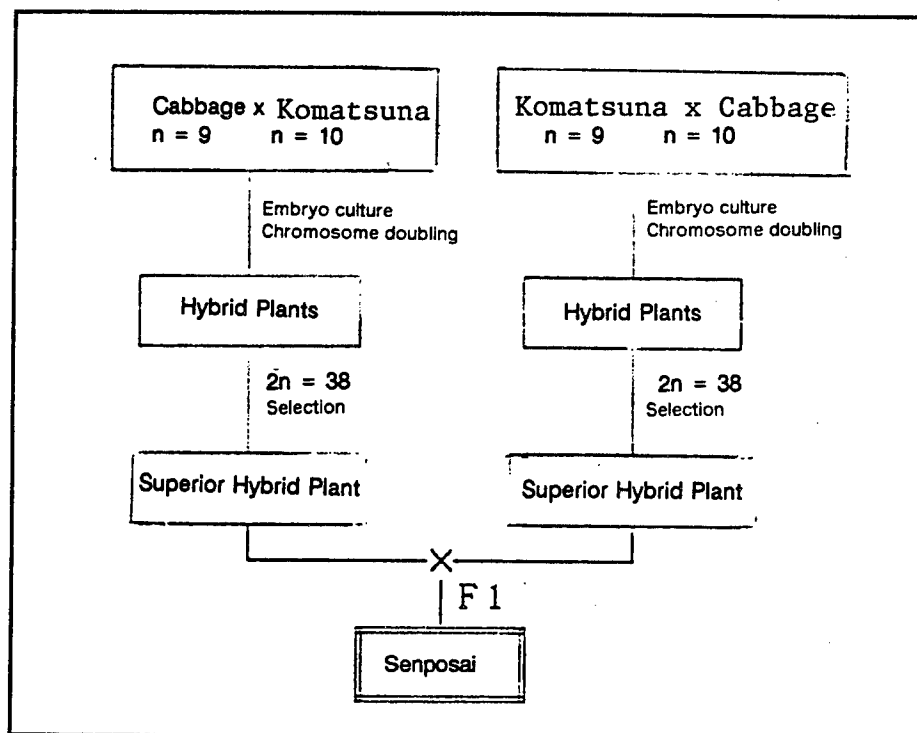 Cabbage x Komatsuna
n = 9 n = 10
Embryo culture
Chromosome doubling
Hybrid Plants
2n = 38
Selection
Superior Hybrid Plant
Komatsuna x Cabbage
n = 9 n = 10
Embryo culture
Chromosome doubling
Hybrid Plants
2n = 38
Selection
Superior Hybrid Plant
X
F 1
Senposai